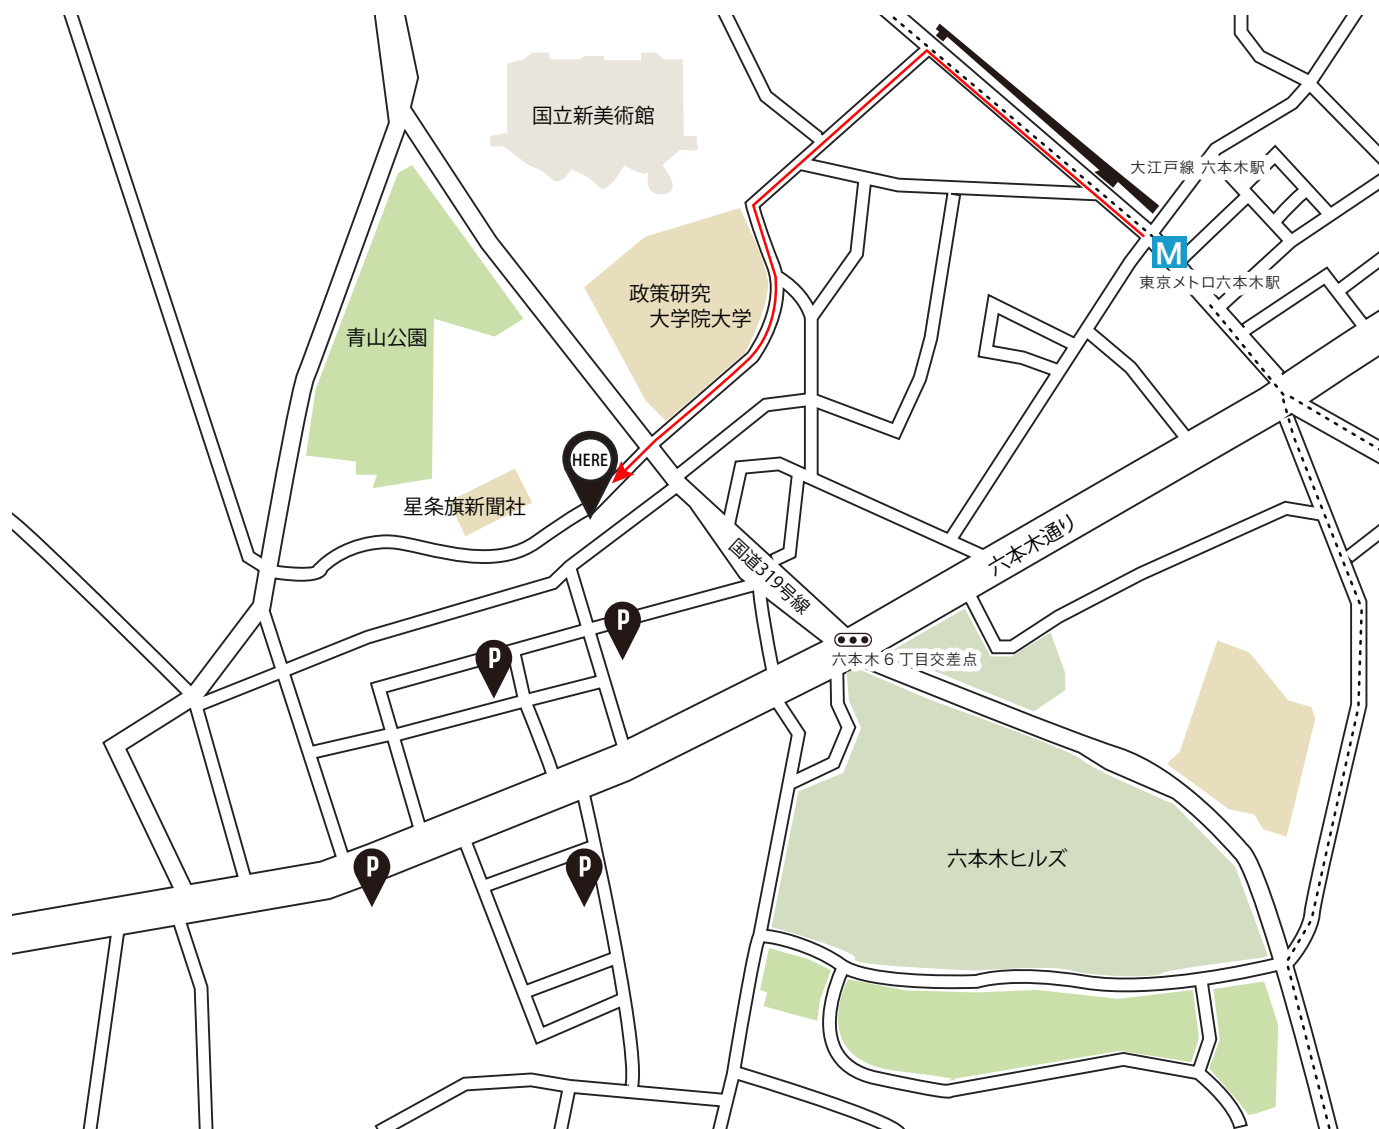 国立新美術館
大江戸線 六本木駅
M
東京メトロ六本木駅
政策研究
大学院大学
青山公園
HERE
星条旗新聞社
六本木通り
国道319号線
P
P
六本木６丁目交差点
六本木ヒルズ
P
P